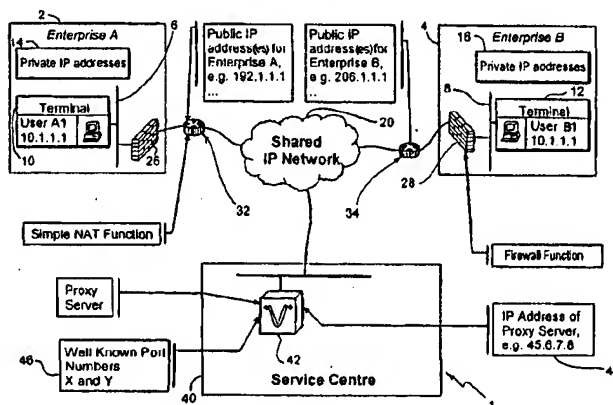 2
Enterprise A
6
14
Private IP addresses
Terminal
User A1
10.1.1.1
10
26
Public IP
address(es) for
Enterprise A,
e.g. 192.1.1.1
...
Public IP
address(es)for
Enterprise B,
e.g. 206.1.1.1
...
4
Enterprise B
16
Private IP addresses
8
12
Terminal
User B1
10.1.1.1
28
20
Shared
IP Network
32
34
Simple NAT Function
Firewall Function
Proxy
Server
46
Well Known Port
Numbers
X and Y
42
40
Service Centre
IP Address of
Proxy Server,
e.g. 45.6.7.8
4
1